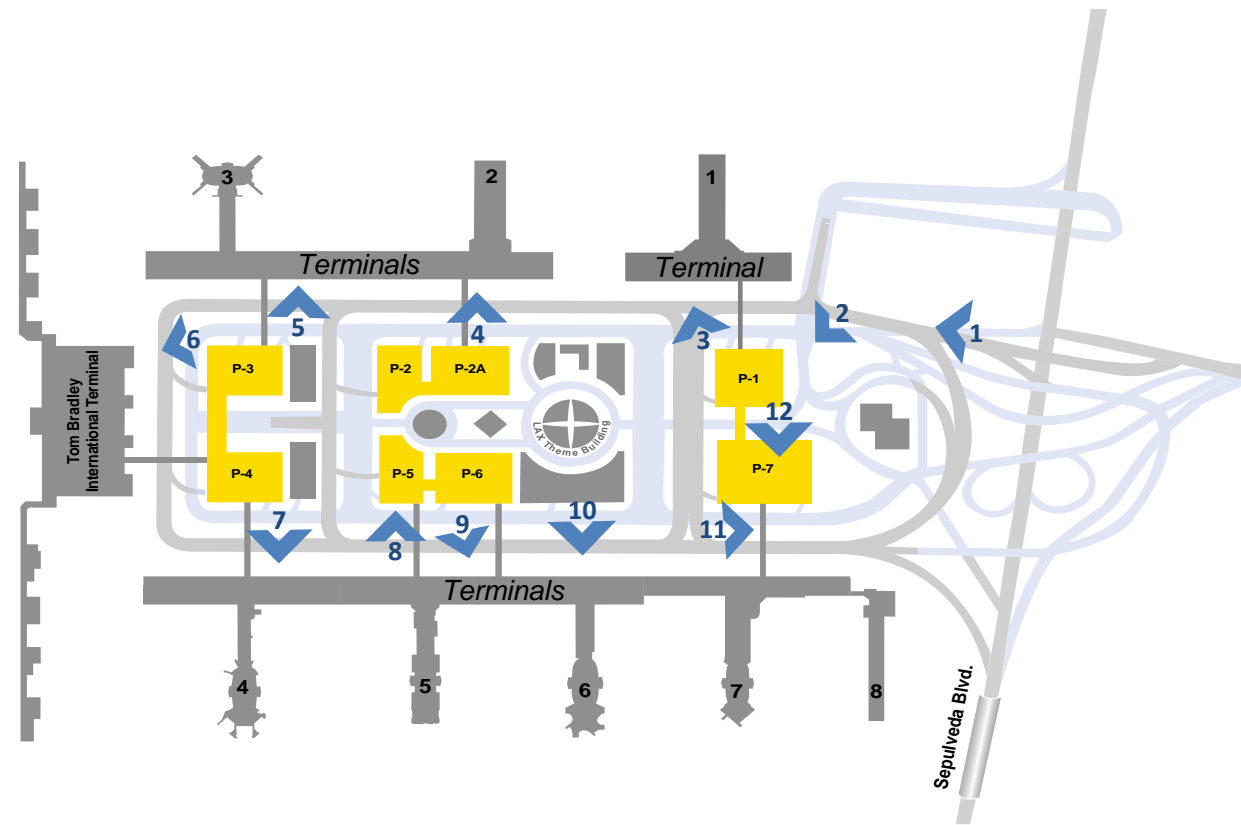 3
2
1
Terminals
Terminal
6
5
4
3
2
1
P-3
P-2
P-2A
P-1
LAX Theme Building
12
Tom Bradley
International Terminal
P-4
P-5
P-6
P-7
7
8
9
10
11
Terminals
4
5
6
7
8
Sepulveda Blvd.